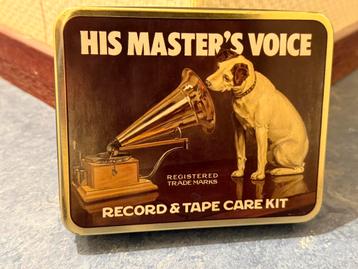 HIS MASTER'S VOICE
REGISTERED
TRADE MARKS
RECORD & TAPE CARE KIT